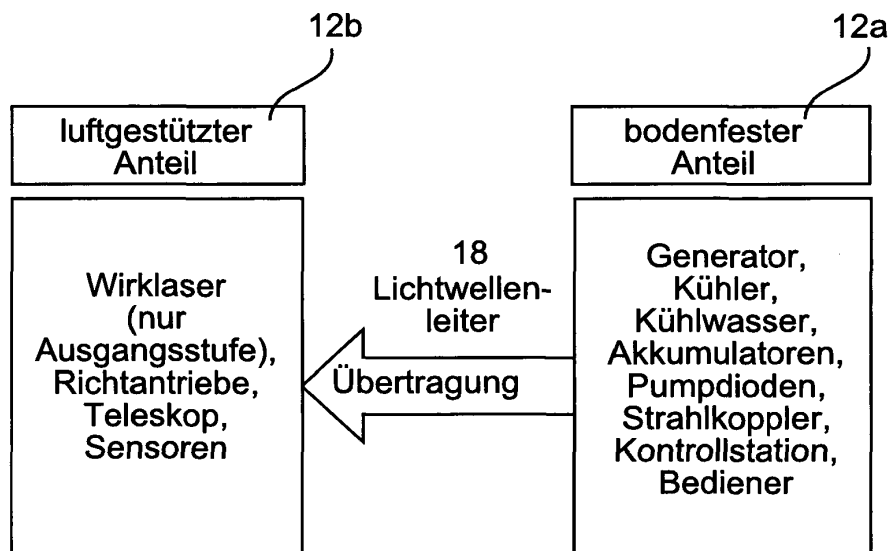 12b
12a
luftgestützter
Anteil
bodenfester
Anteil
Wirklaser
(nur
Ausgangsstufe),
Richtantriebe,
Teleskop,
Sensoren
18
Lichtwellen-
leiter
Übertragung
Generator,
Kühler,
Kühlwasser,
Akkumulatoren,
Pumpdioden,
Strahlkoppler,
Kontrollstation,
Bediener